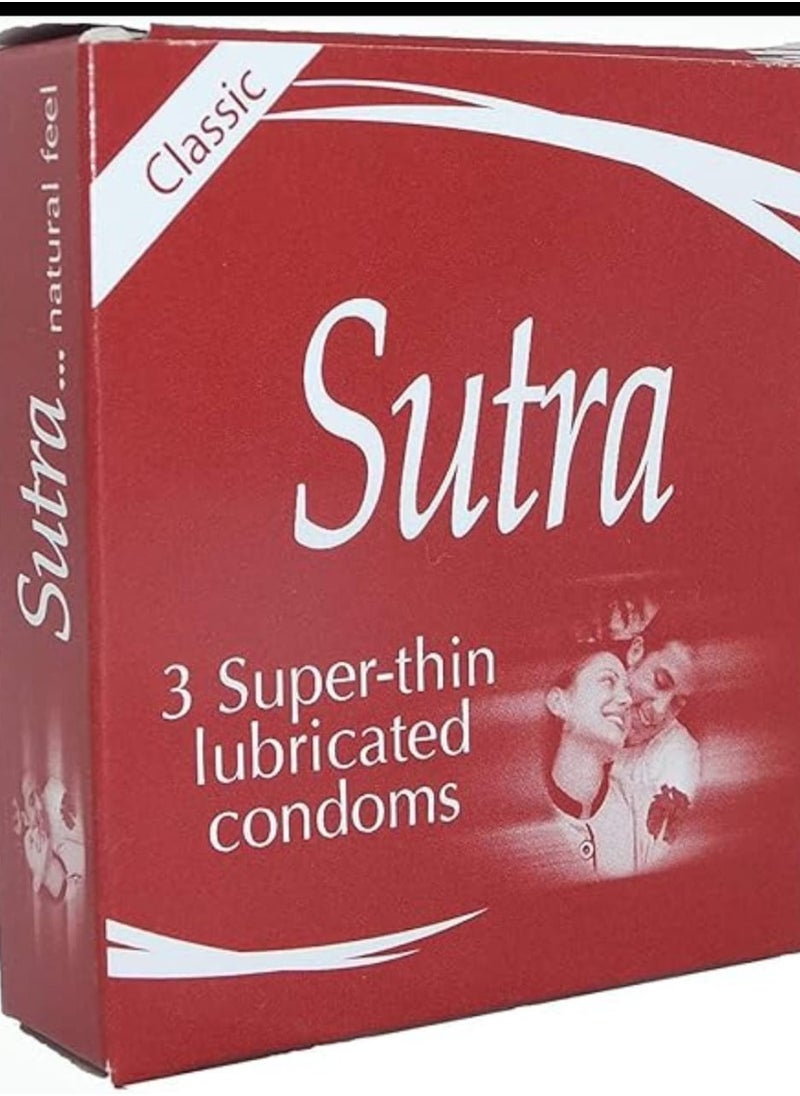 Classic
Sutra
3 Super-thin
lubricated
condoms
Sutra... natural feel